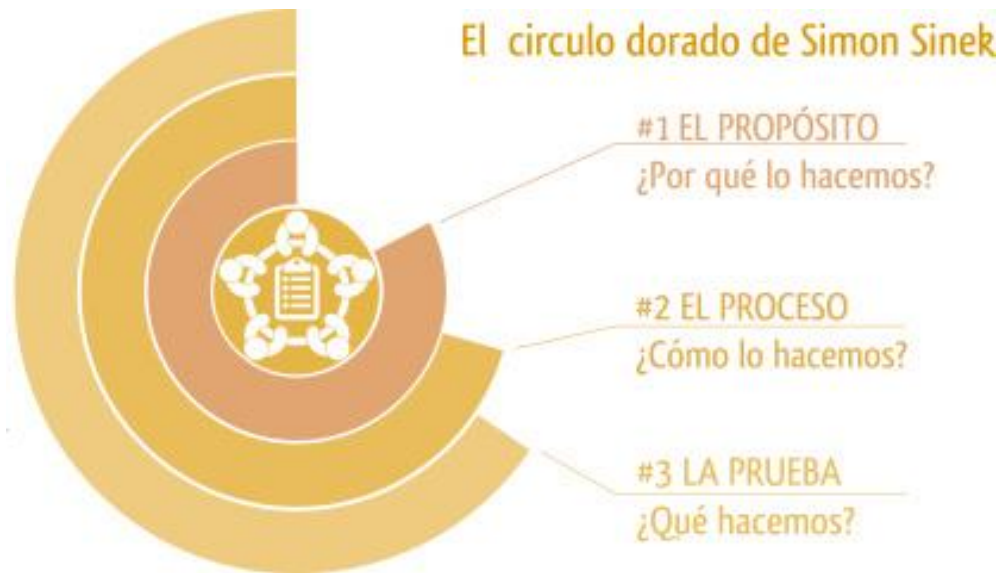 El circulo dorado de Simon Sinek
#1 EL PROPÓSITO
¿Por qué lo hacemos?
#2 EL PROCESO
¿Cómo lo hacemos?
#3 LA PRUEBA
¿Qué hacemos?